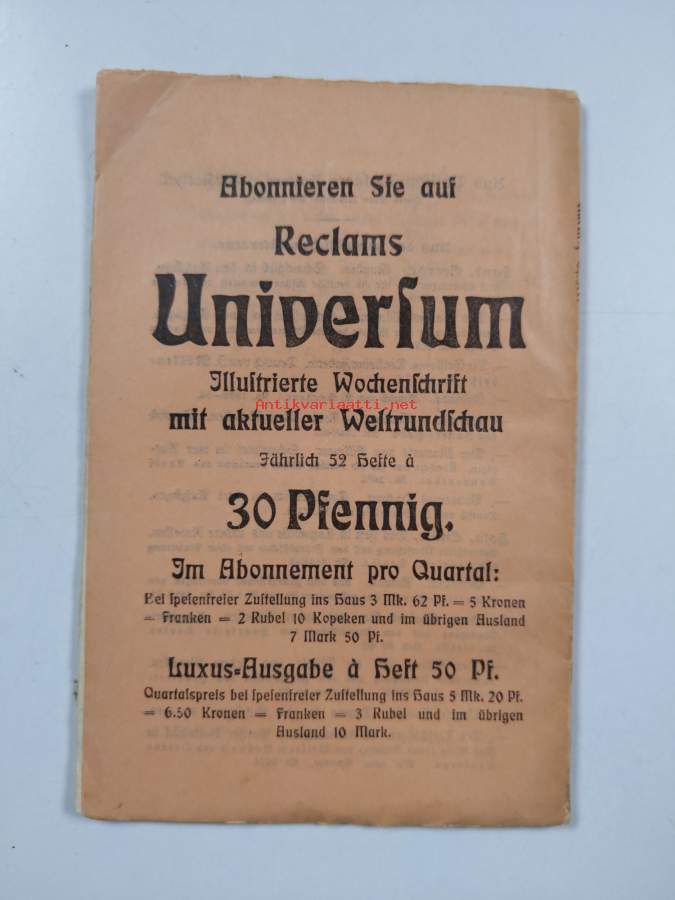 Abonnieren Sie auf
Reclams
Univerſum
Illuſtrierte Wochenſchrift
Antikvariaatti.net
mit aktueller Weltrundſchau
Jährlich 52 Hefte à
30 Pfennig.
Im Abonnement pro Quartal:
Bei ſpeſenfreier Zuſtellung ins Haus 3 Mk. 62 Pf. = 5 Kronen
= Franken = 2 Rubel 10 Kopeken und im übrigen Ausland
7 Mark 50 Pf.
Luxus-Ausgabe à Heft 50 Pf.
Quartalspreis bei ſpeſenfreier Zuſtellung ins Haus 5 Mk. 20 Pf.
= 6.50 Kronen = Franken = 3 Rubel und im übrigen
Ausland 10 Mark.